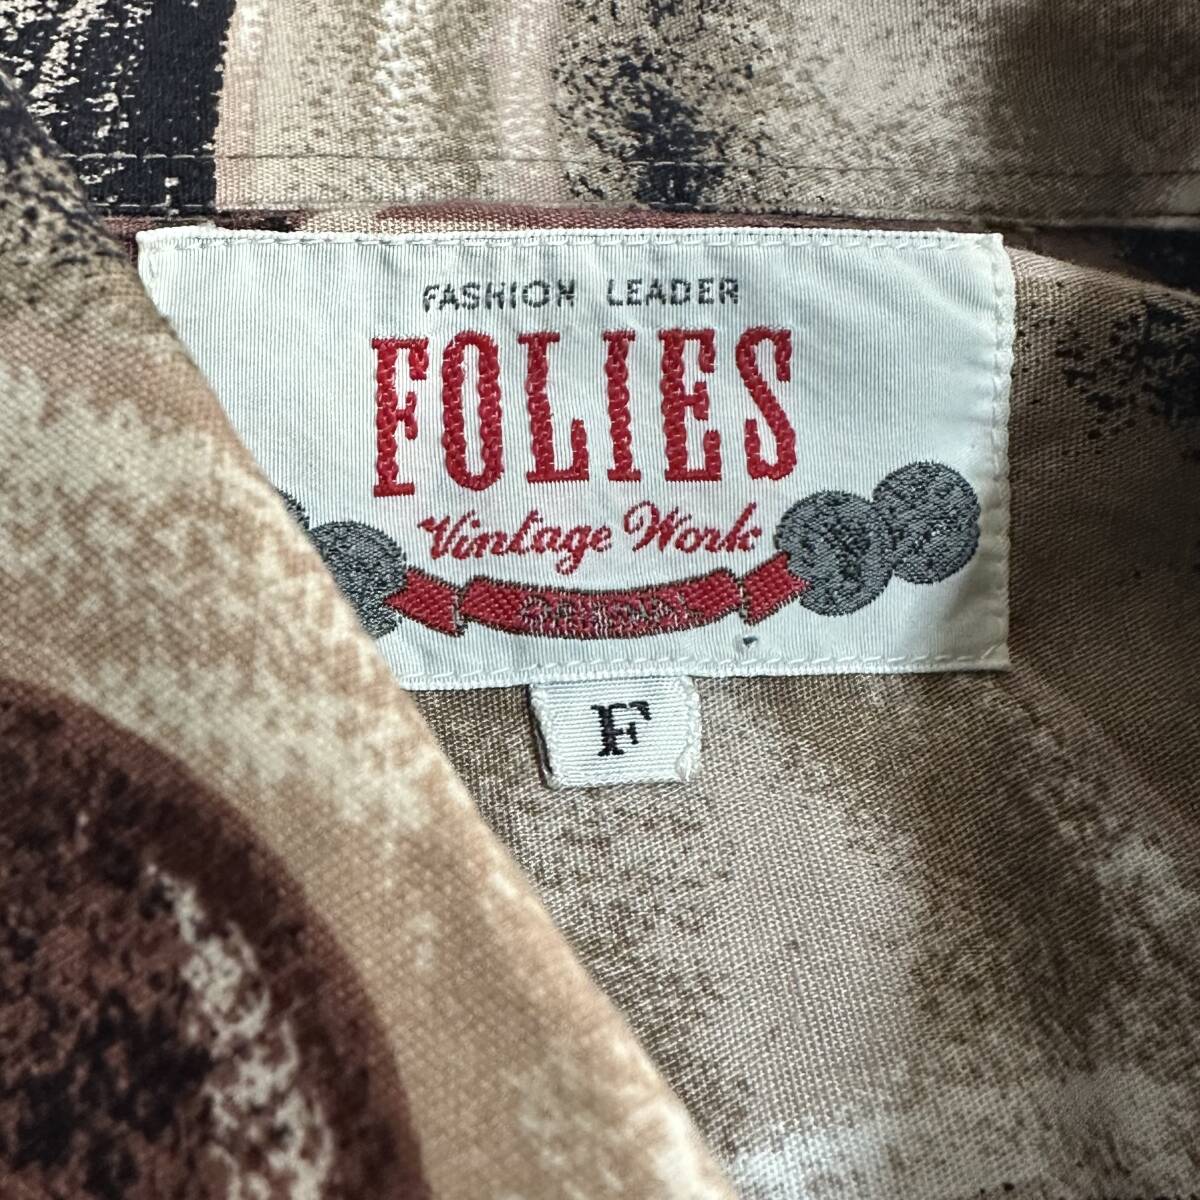 FASHION LEADER
FOLIES
Vintage Work
F